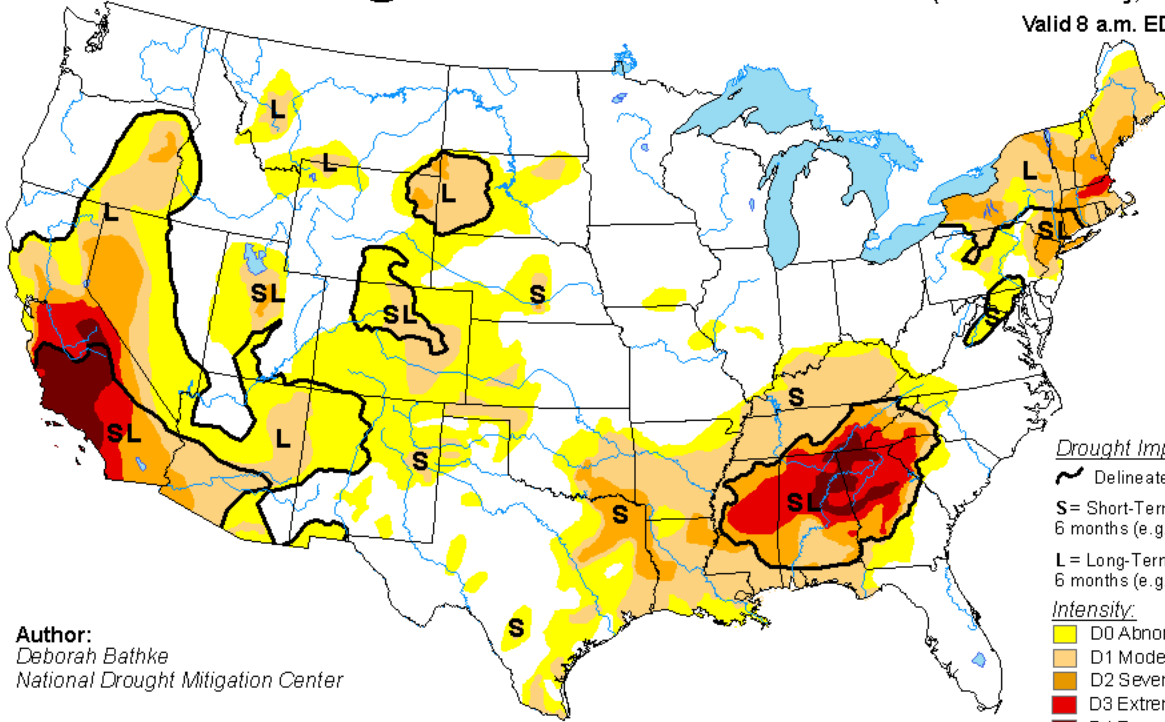 Valid 8 a.m. ED
L
L
L
L
SL
S
SL
SL
L
S
S
S
SL
S
S
L
SL
S
Drought Imp
Delineate
S = Short-Term
6 months (e.g
L = Long-Term
6 months (e.g
Intensity:
D0 Abnor
D1 Mode
D2 Sever
D3 Extrem
Author:
Deborah Bathke
National Drought Mitigation Center